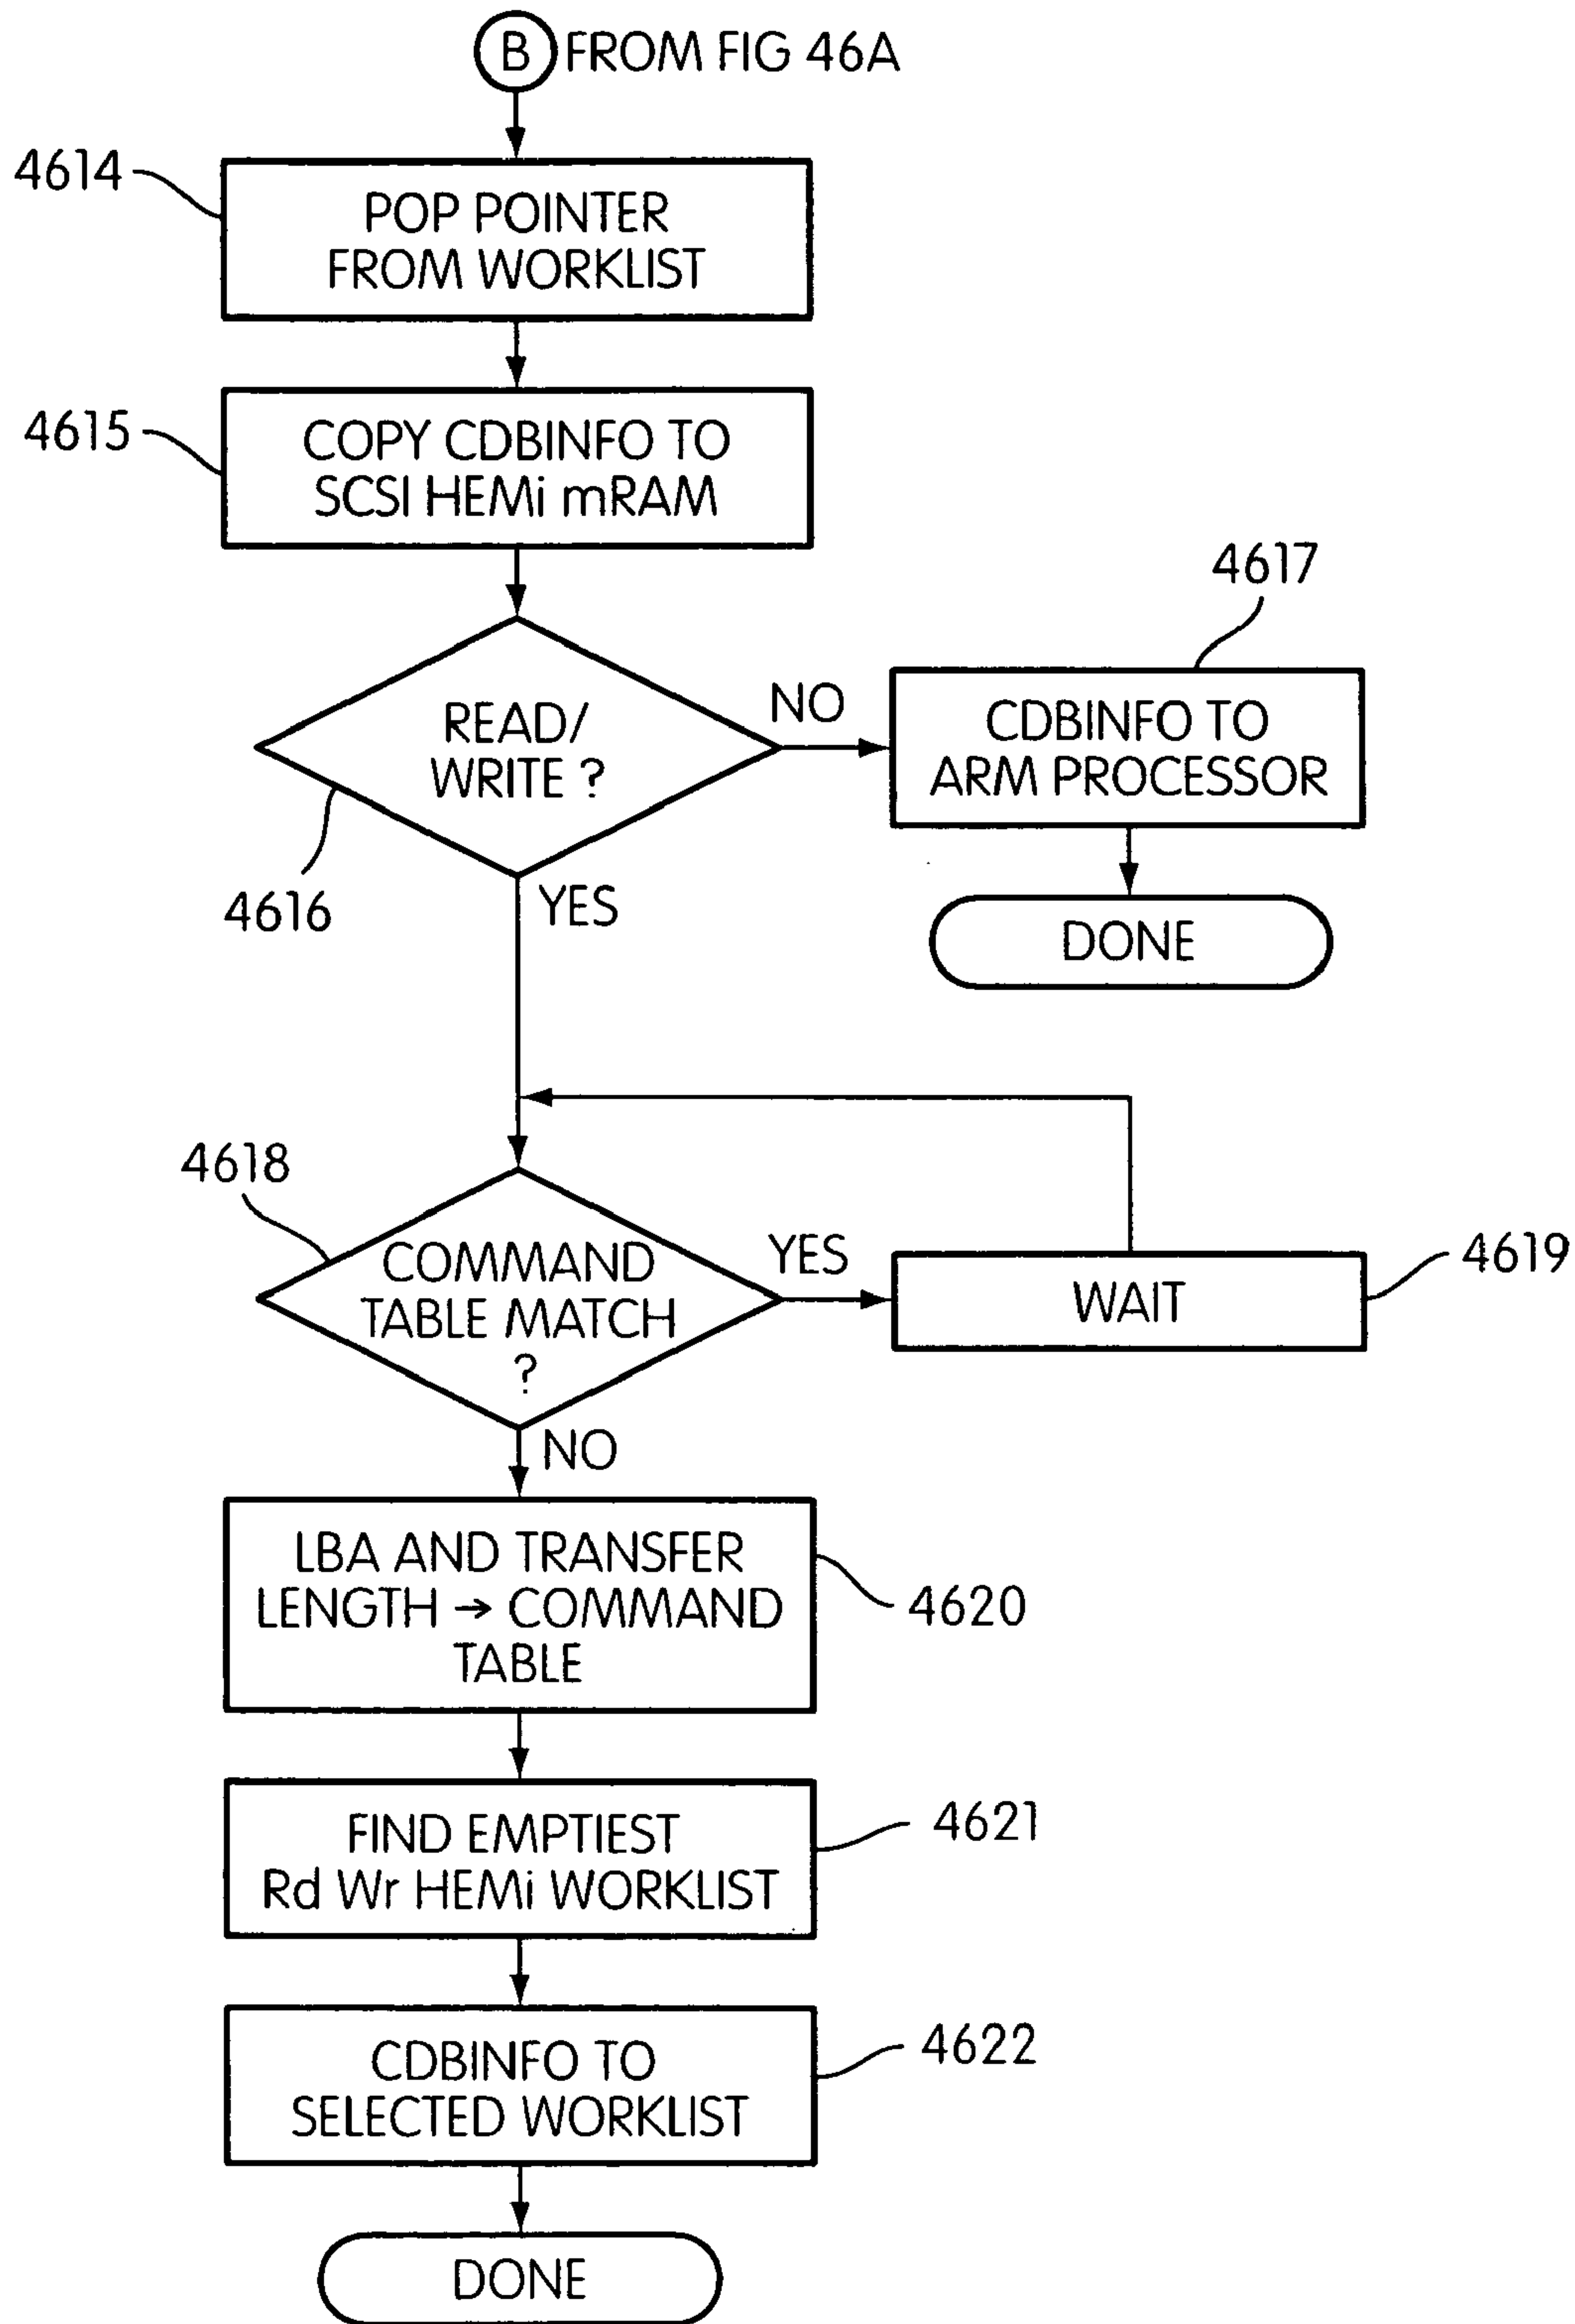 B FROM FIG 46A
4614
POP POINTER
FROM WORKLIST
4615
COPY CDBINFO TO
SCSI HEMi mRAM
4617
READ/
WRITE ?
NO
CDBINFO TO
ARM PROCESSOR
4616
YES
DONE
4618
COMMAND
TABLE MATCH
?
YES
WAIT
4619
NO
LBA AND TRANSFER
LENGTH → COMMAND
TABLE
4620
FIND EMPTIEST
Rd Wr HEMi WORKLIST
4621
CDBINFO TO
SELECTED WORKLIST
4622
DONE